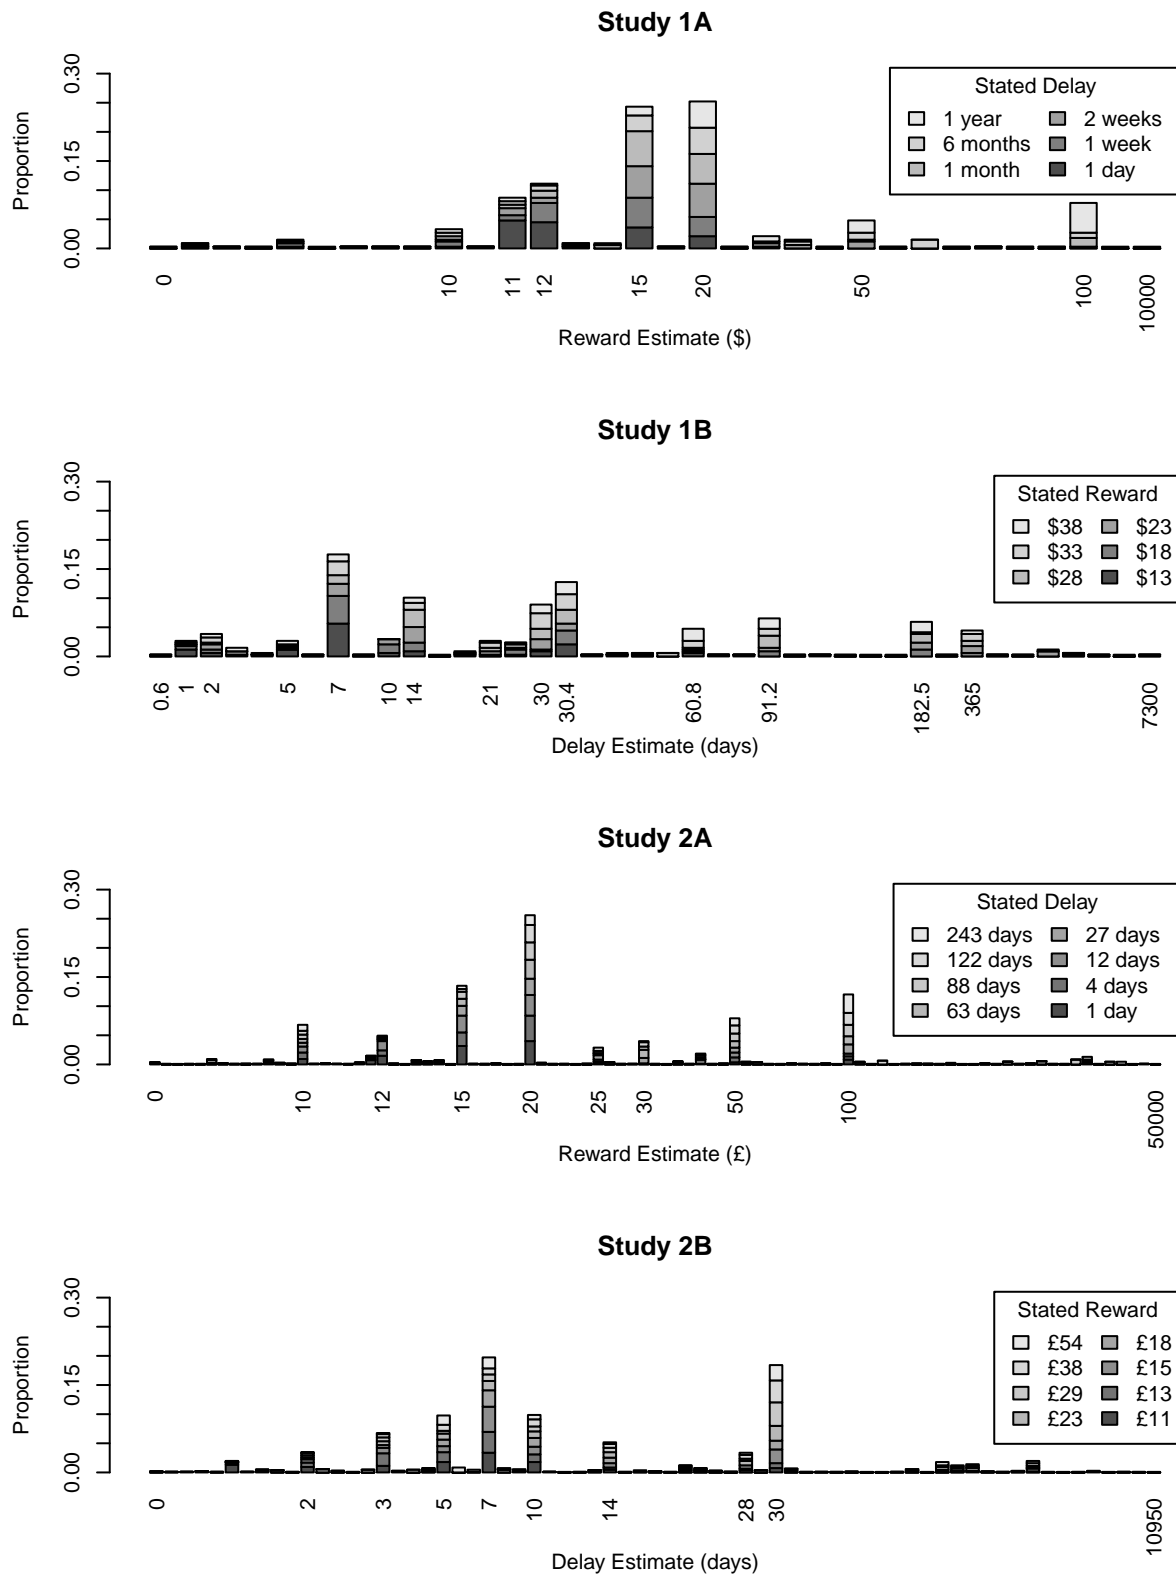 Study 1A
Proportion
0.00 0.15 0.30
Stated Delay
1 year 2 weeks
6 months 1 week
1 month 1 day
0 10 11 12 15 20 50 100 10000
Reward Estimate ($)
Study 1B
Proportion
0.00 0.15 0.30
Stated Reward
$38 $23
$33 $18
$28 $13
0.6 1 2 5 7 10 14 21 30 30.4 60.8 91.2 182.5 365 7300
Delay Estimate (days)
Study 2A
Proportion
0.00 0.15 0.30
Stated Delay
243 days 27 days
122 days 12 days
88 days 4 days
63 days 1 day
0 10 12 15 20 25 30 50 100 50000
Reward Estimate (£)
Study 2B
Proportion
0.00 0.15 0.30
Stated Reward
£54 £18
£38 £15
£29 £13
£23 £11
0 2 3 5 7 10 14 28 30 10950
Delay Estimate (days)